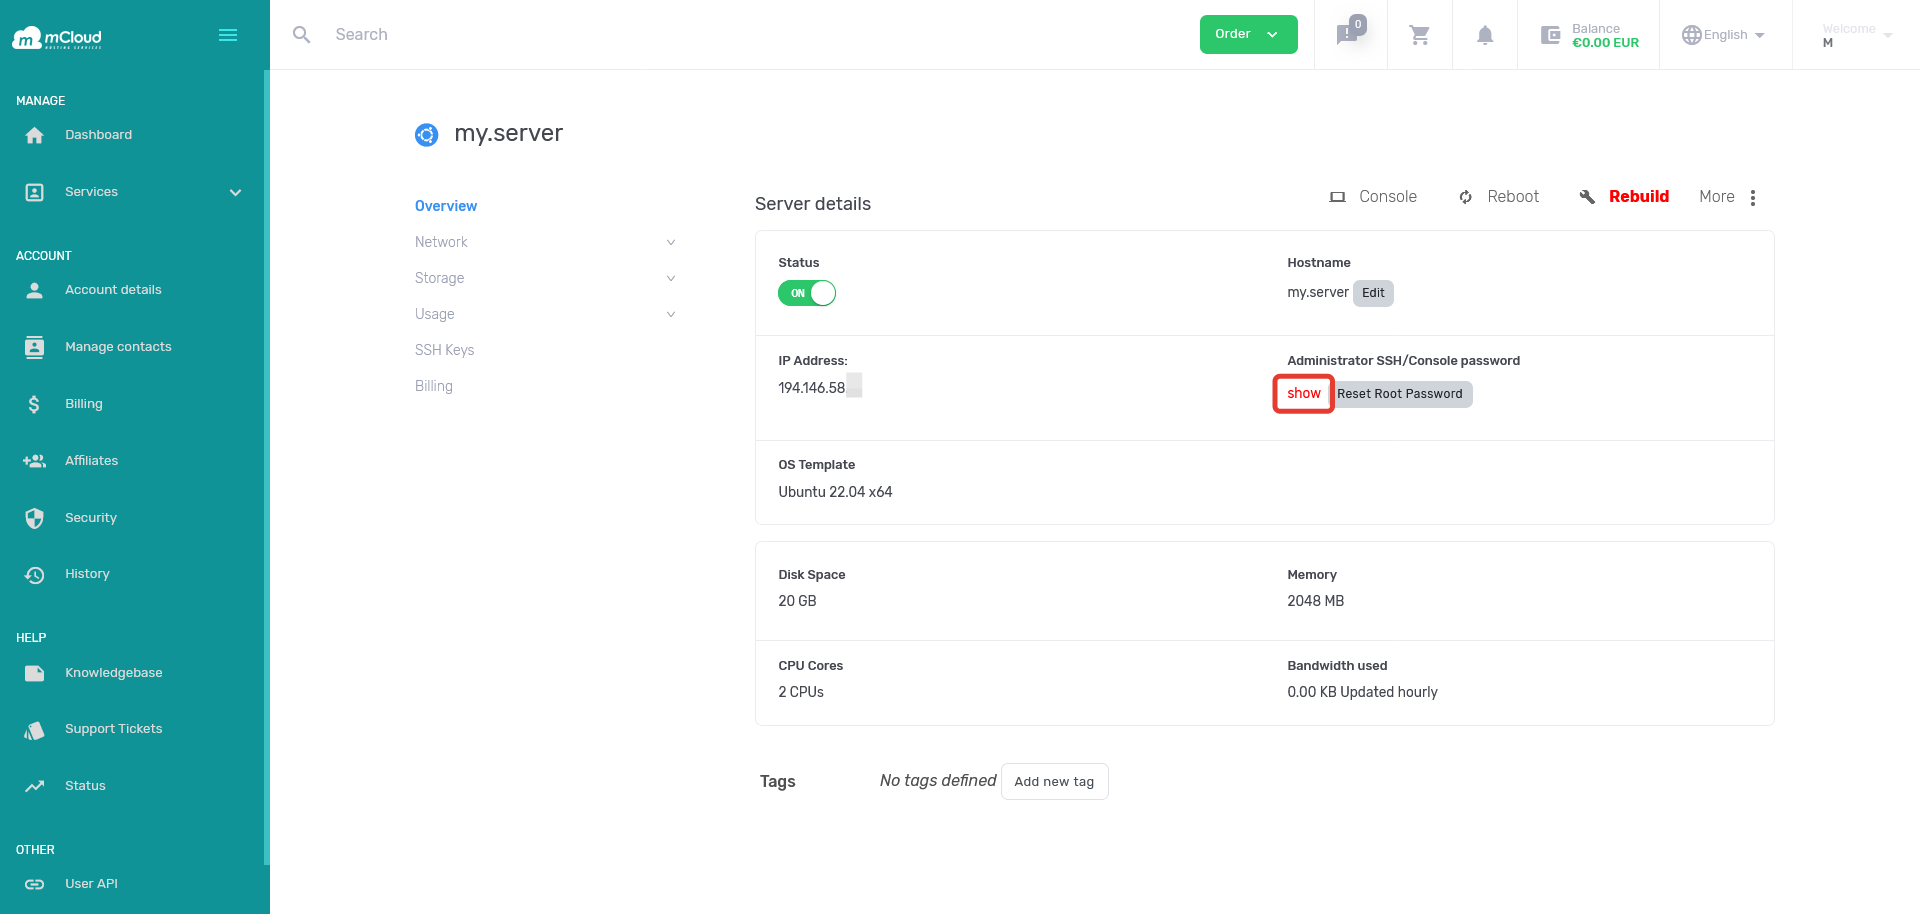 mCloud
HOSTING SERVICES
Search
Order
0
Balance
€0.00 EUR
English
Welcome
M
MANAGE
Dashboard
Services
ACCOUNT
Account details
Manage contacts
Billing
Affiliates
Security
History
HELP
Knowledgebase
Support Tickets
Status
OTHER
User API
my.server
Overview
Network
Storage
Usage
SSH Keys
Billing
Server details
Console Reboot Rebuild More
Status
ON
Hostname
my.server Edit
IP Address:
194.146.58
Administrator SSH/Console password
show Reset Root Password
OS Template
Ubuntu 22.04 x64
Disk Space
20 GB
Memory
2048 MB
CPU Cores
2 CPUs
Bandwidth used
0.00 KB Updated hourly
Tags No tags defined Add new tag